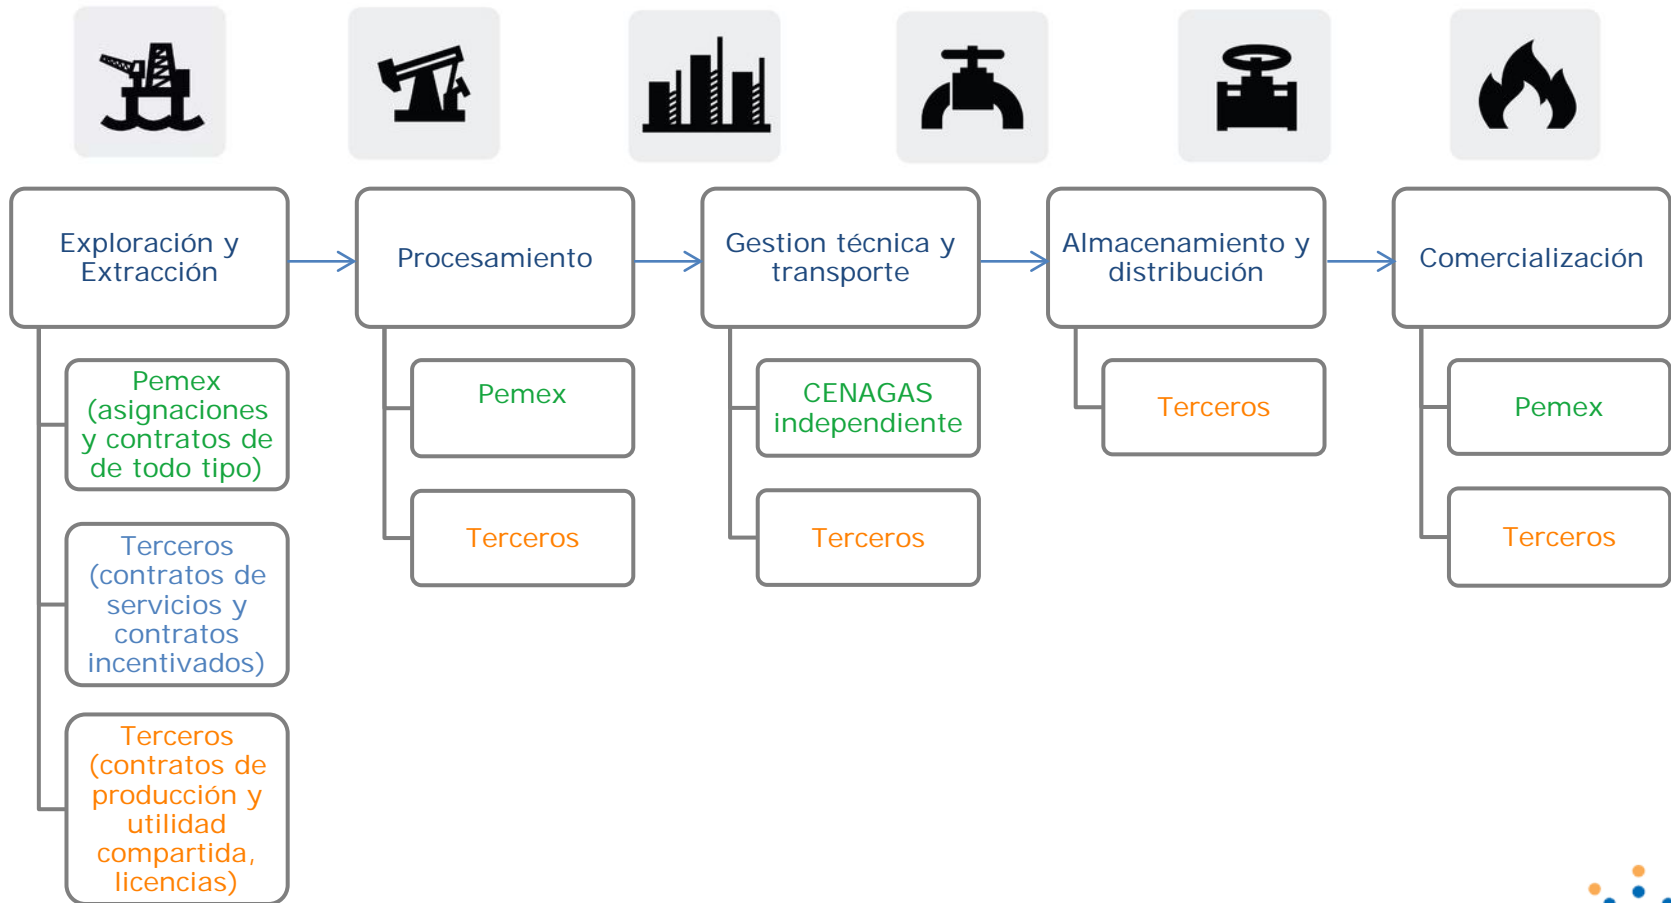 Exploración y
Extracción
Procesamiento
Gestion técnica y
transporte
Almacenamiento y
distribución
Comercialización
Pemex
(asignaciones
y contratos de
de todo tipo)
Terceros
(contratos de
servicios y
contratos
incentivados)
Terceros
(contratos de
producción y
utilidad
compartida,
licencias)
Pemex
Terceros
CENAGAS
independiente
Terceros
Terceros
Pemex
Terceros